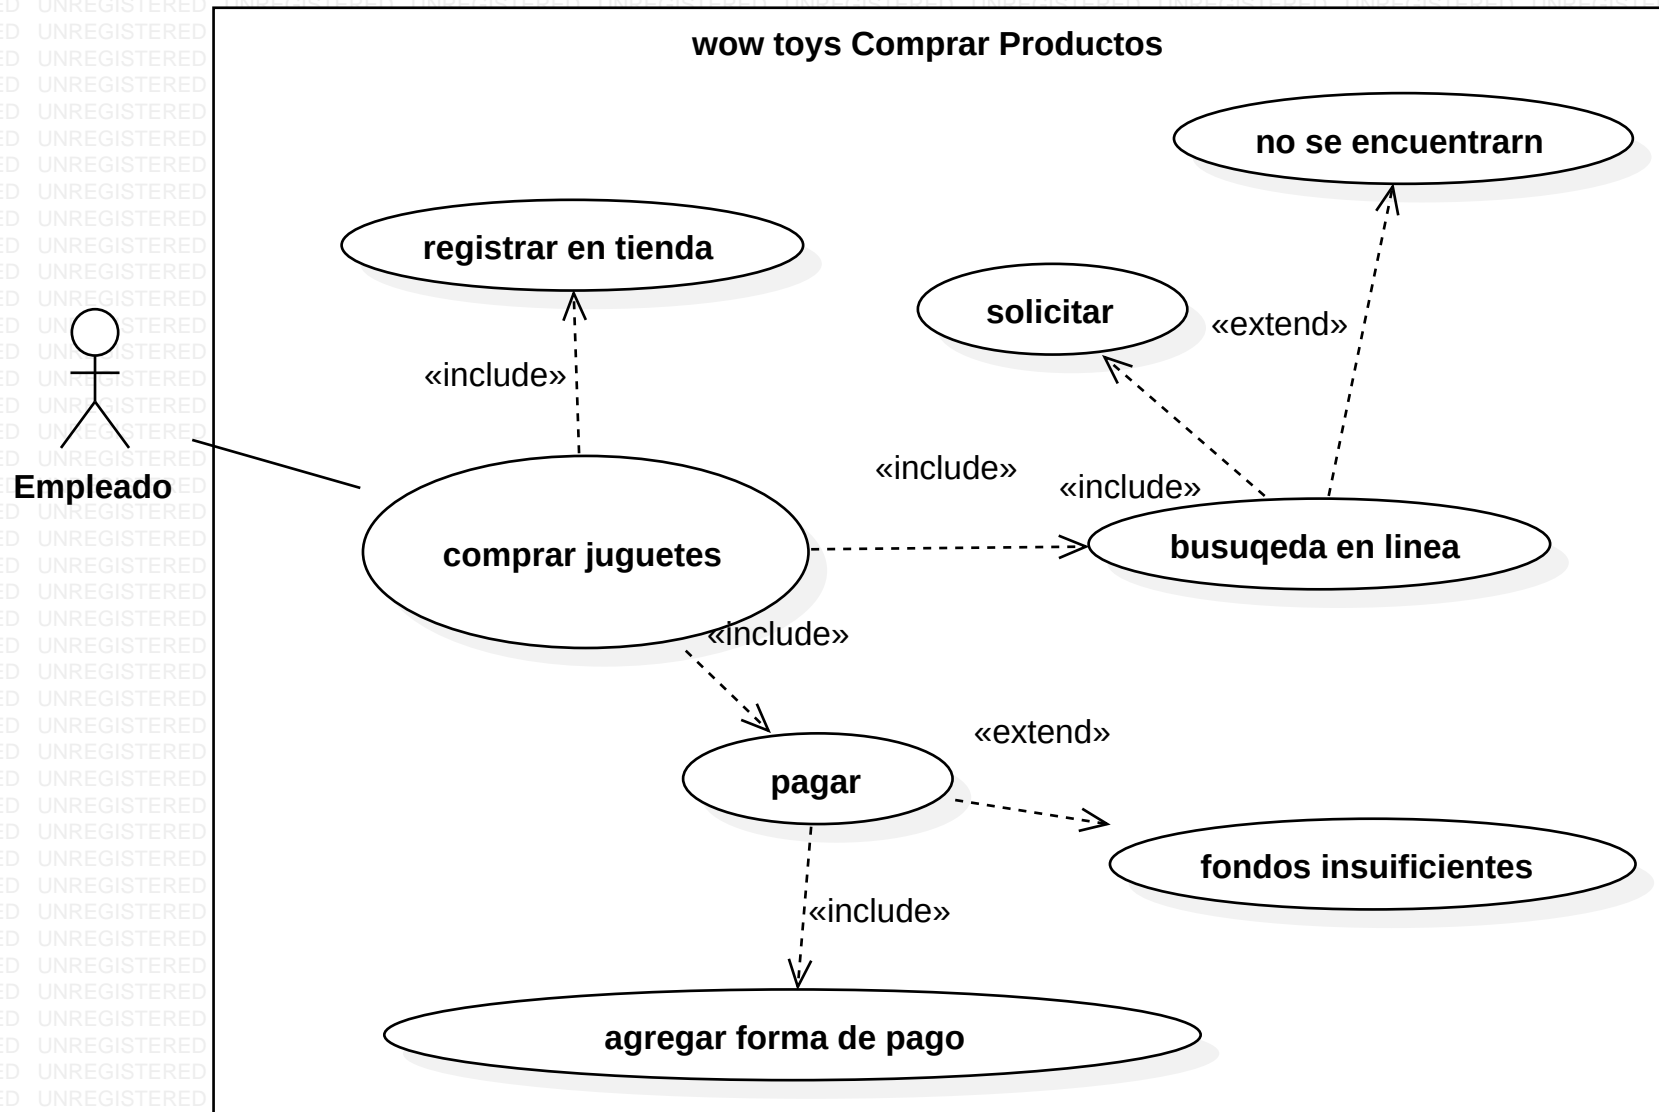 wow toys Comprar Productos
no se encuentrarn
registrar en tienda
solicitar
«extend»
«include»
«include»
«include»
Empleado
comprar juguetes
busuqeda en linea
«include»
«extend»
pagar
fondos insuificientes
«include»
agregar forma de pago
UNREGISTERED